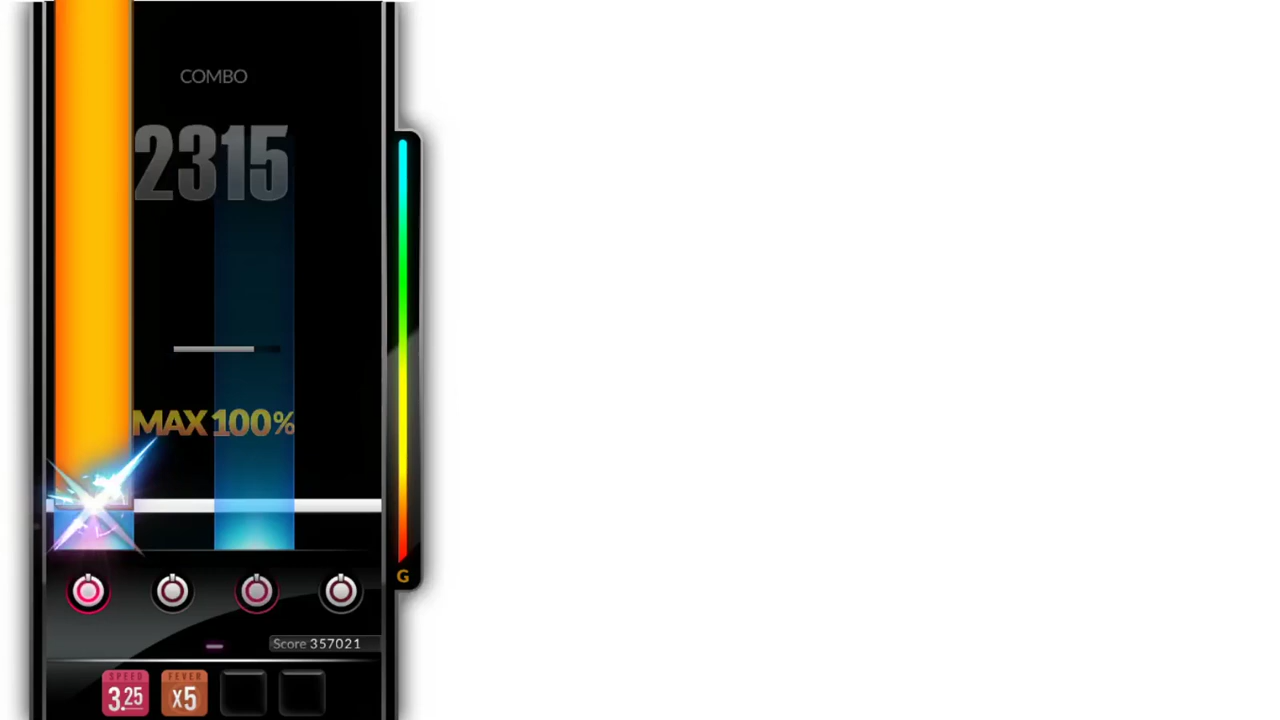 COMBO
2315
MAX 100%
G
Score 357021
SPEED FEVER
3.25 x5